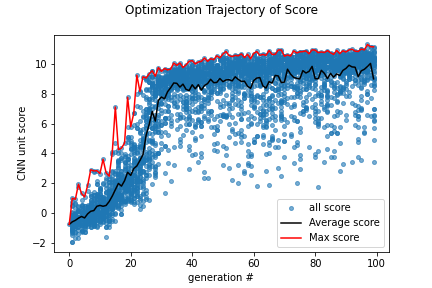 Optimization Trajectory of Score
CNN unit score
10
8
6
4
2
0
−2
0
20
40
60
80
100
generation #
all score
Average score
Max score